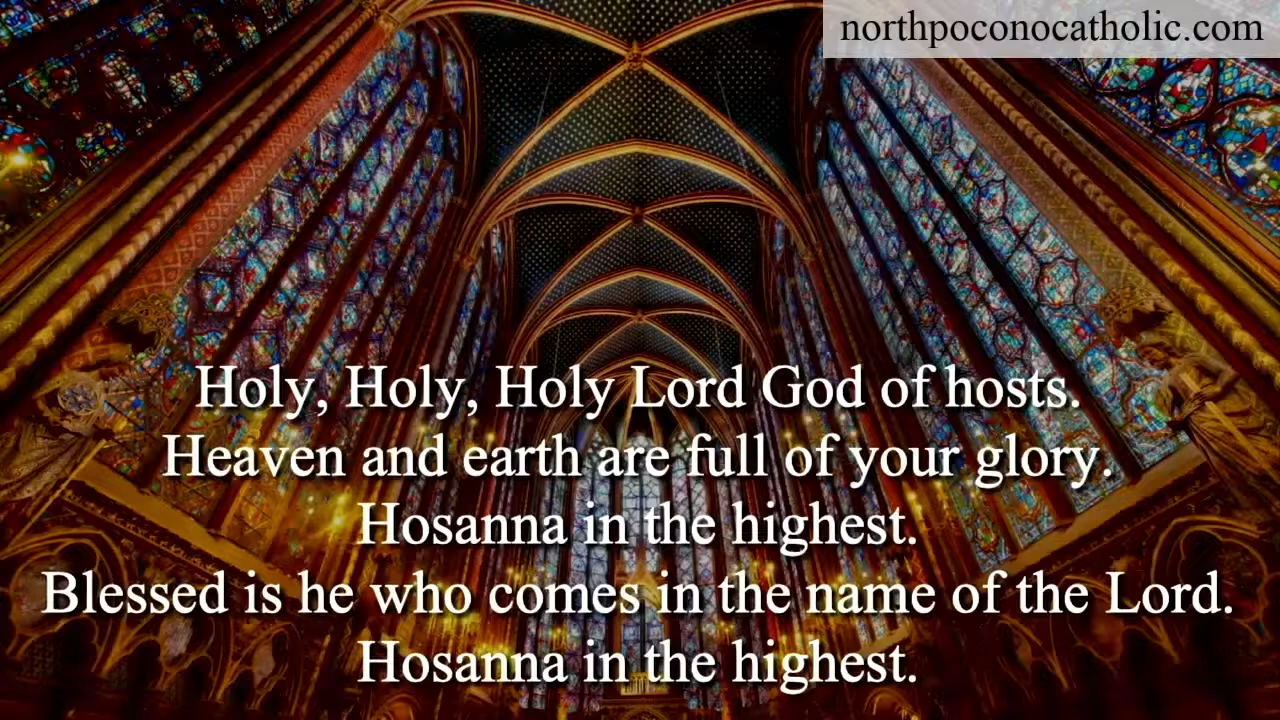 northpoconocatholic.com
Holy, Holy, Holy Lord God of hosts.
Heaven and earth are full of your glory.
Hosanna in the highest.
Blessed is he who comes in the name of the Lord.
Hosanna in the highest.